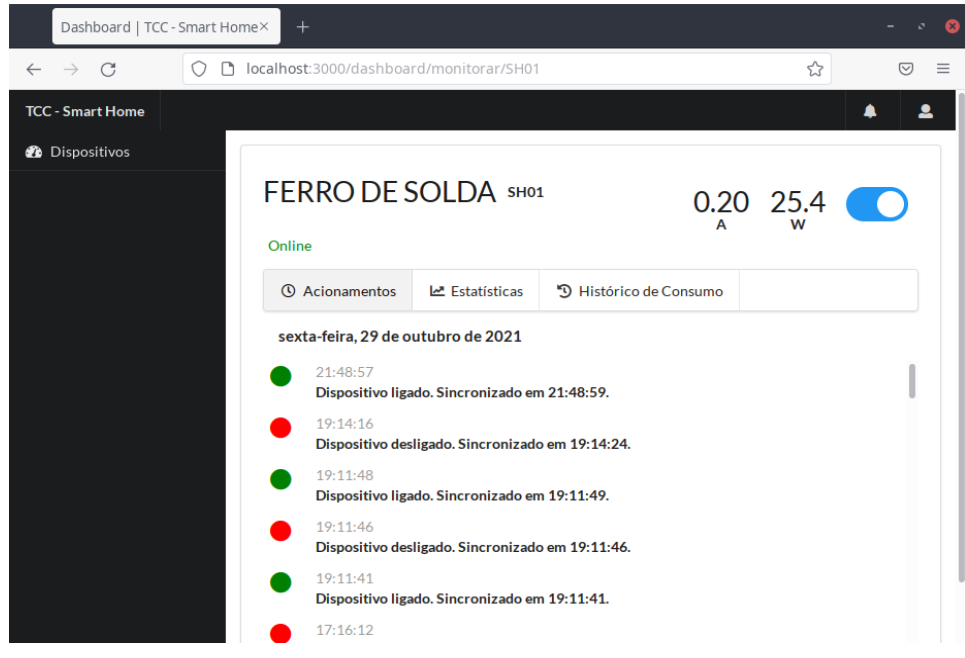 Dashboard | TCC - Smart Home
localhost:3000/dashboard/monitorar/SH01
TCC - Smart Home
Dispositivos
FERRO DE SOLDA SH01
0.20 25.4
A W
Online
Acionamentos Estatísticas Histórico de Consumo
sexta-feira, 29 de outubro de 2021
21:48:57
Dispositivo ligado. Sincronizado em 21:48:59.
19:14:16
Dispositivo desligado. Sincronizado em 19:14:24.
19:11:48
Dispositivo ligado. Sincronizado em 19:11:49.
19:11:46
Dispositivo desligado. Sincronizado em 19:11:46.
19:11:41
Dispositivo ligado. Sincronizado em 19:11:41.
17:16:12